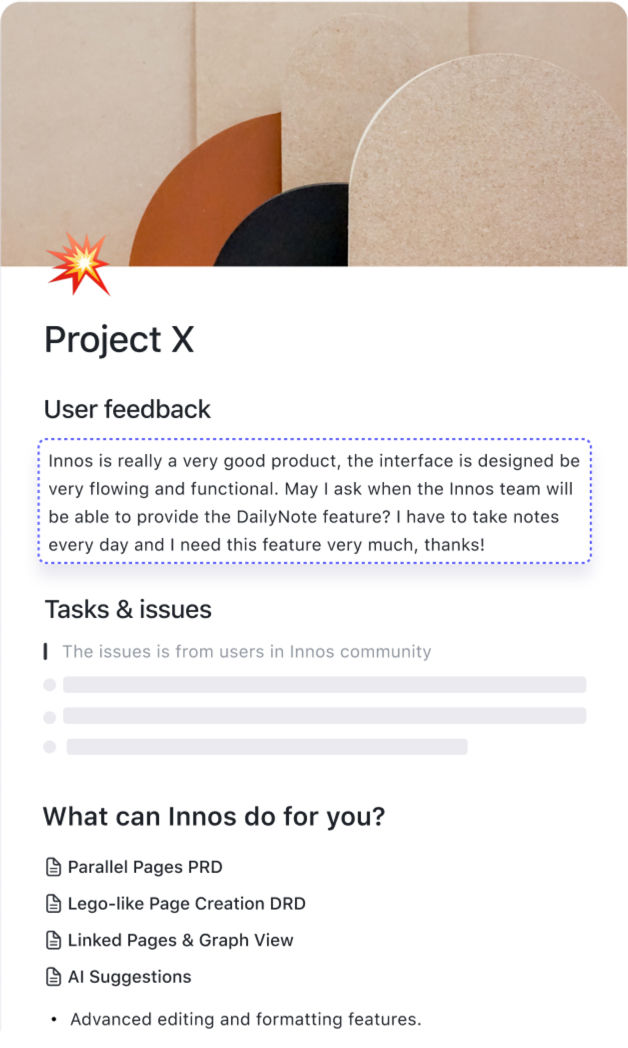 Project X
User feedback
Innos is really a very good product, the interface is designed be
very flowing and functional. May I ask when the Innos team will
be able to provide the DailyNote feature? I have to take notes
every day and I need this feature very much, thanks!
Tasks & issues
The issues is from users in Innos community
What can Innos do for you?
Parallel Pages PRD
Lego-like Page Creation DRD
Linked Pages & Graph View
AI Suggestions
• Advanced editing and formatting features.